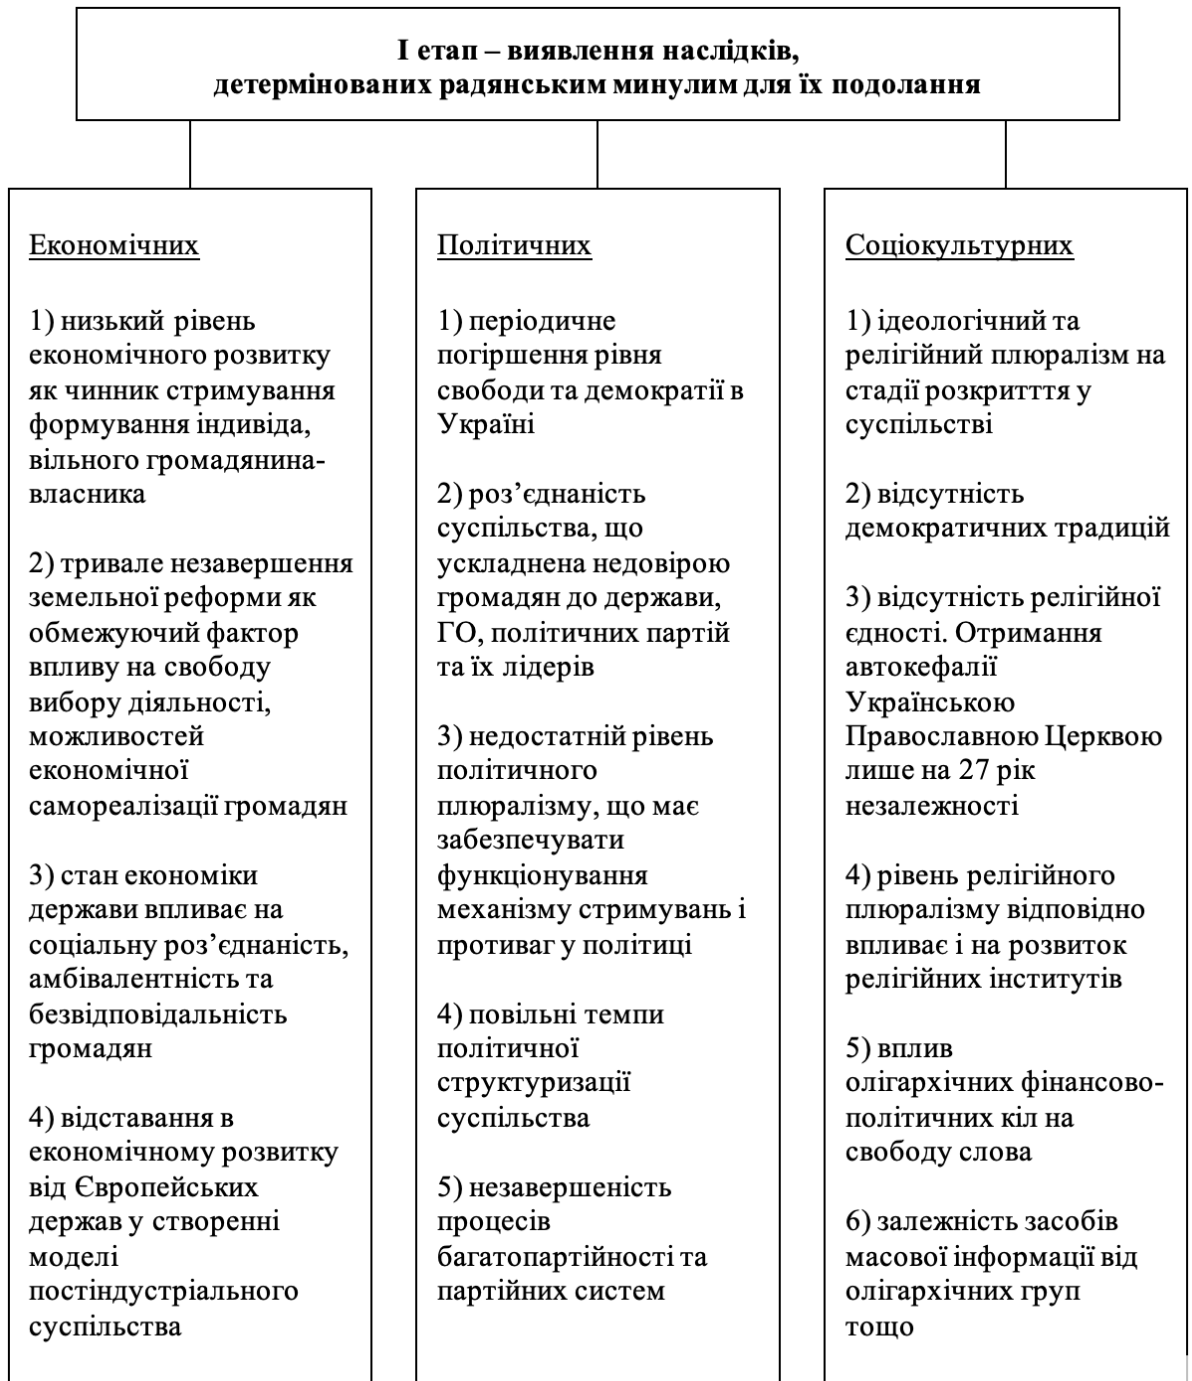 І етап – виявлення наслідків,
детермінованих радянським минулим для їх подолання
Економічних
1) низький рівень
економічного розвитку
як чинник стримування
формування індивіда,
вільного громадянина-
власника
2) тривале незавершення
земельної реформи як
обмежуючий фактор
впливу на свободу
вибору діяльності,
можливостей
економічної
самореалізації громадян
3) стан економіки
держави впливає на
соціальну роз’єднаність,
амбівалентність та
безвідповідальність
громадян
4) відставання в
економічному розвитку
від Європейських
держав у створенні
моделі
постіндустріального
суспільства
Політичних
1) періодичне
погіршення рівня
свободи та демократії в
Україні
2) роз’єднаність
суспільства, що
ускладнена недовірою
громадян до держави,
ГО, політичних партій
та їх лідерів
3) недостатній рівень
політичного
плюралізму, що має
забезпечувати
функціонування
механізму стримувань і
противаг у політиці
4) повільні темпи
політичної
структуризації
суспільства
5) незавершеність
процесів
багатопартійності та
партійних систем
Соціокультурних
1) ідеологічний та
релігійний плюралізм на
стадії розкритття у
суспільстві
2) відсутність
демократичних традицій
3) відсутність релігійної
єдності. Отримання
автокефалії
Українською
Православною Церквою
лише на 27 рік
незалежності
4) рівень релігійного
плюралізму відповідно
впливає і на розвиток
релігійних інститутів
5) вплив
олігархічних фінансово-
політичних кіл на
свободу слова
6) залежність засобів
масової інформації від
олігархічних груп
тощо